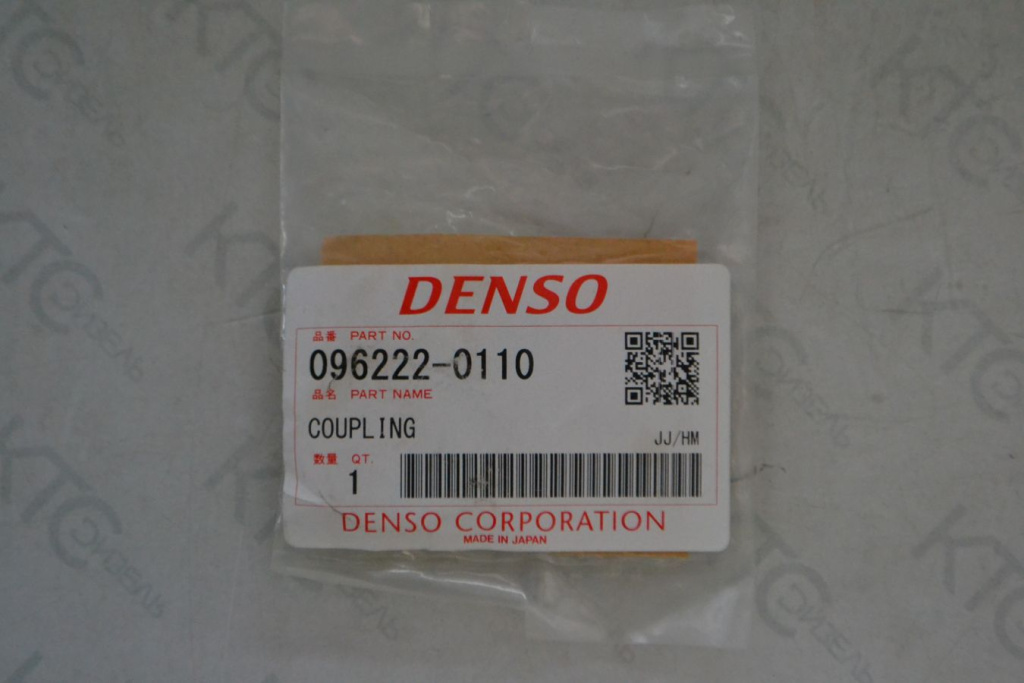 DENSO
品番 PART NO.
096222-0110
品名 PART NAME
COUPLING
JJ/HM
数量 QT.
1
DENSO CORPORATION
MADE IN JAPAN